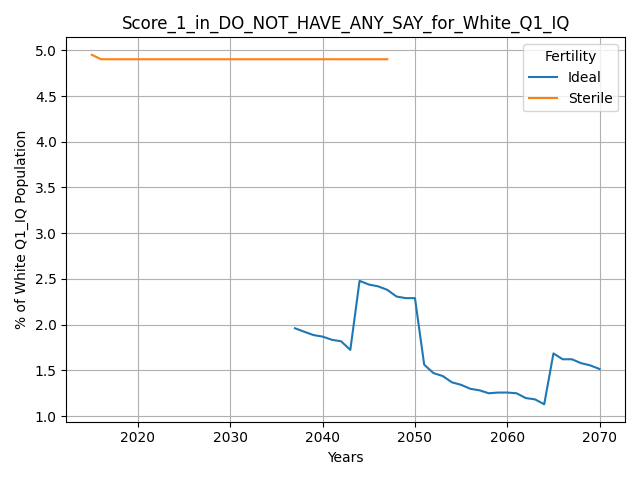 Score_1_in_DO_NOT_HAVE_ANY_SAY_for_White_Q1_IQ
% of White Q1_IQ Population
5.0
4.5
4.0
3.5
3.0
2.5
2.0
1.5
1.0
Fertility
Ideal
Sterile
2020 2030 2040 2050 2060 2070
Years